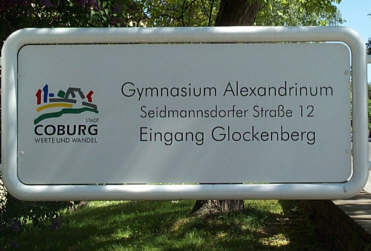 Gymnasium Alexandrinum
Seidmannsdorfer Straße 12
Eingang Glockenberg
STADT
COBURG
WERTE UND WANDEL